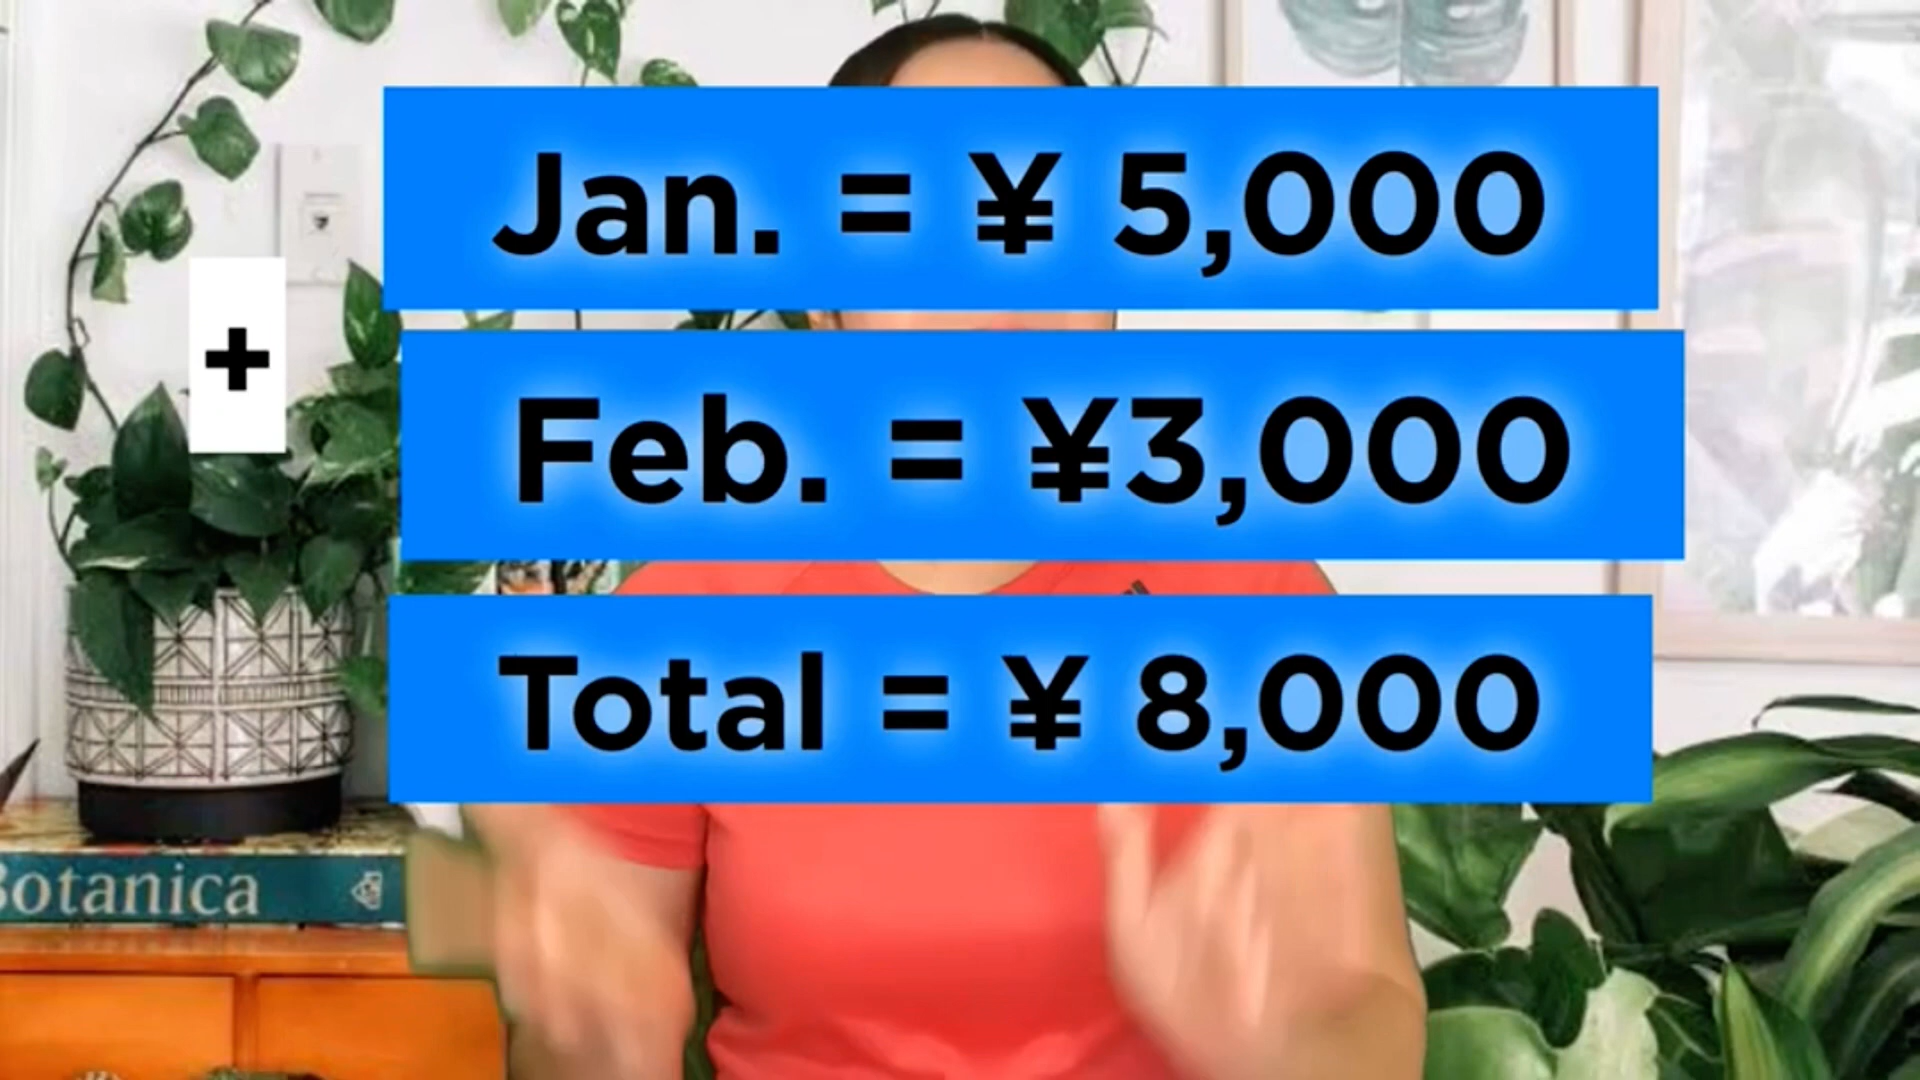 Jan. = ¥ 5,000
+
Feb. = ¥3,000
Total = ¥ 8,000
Botanica